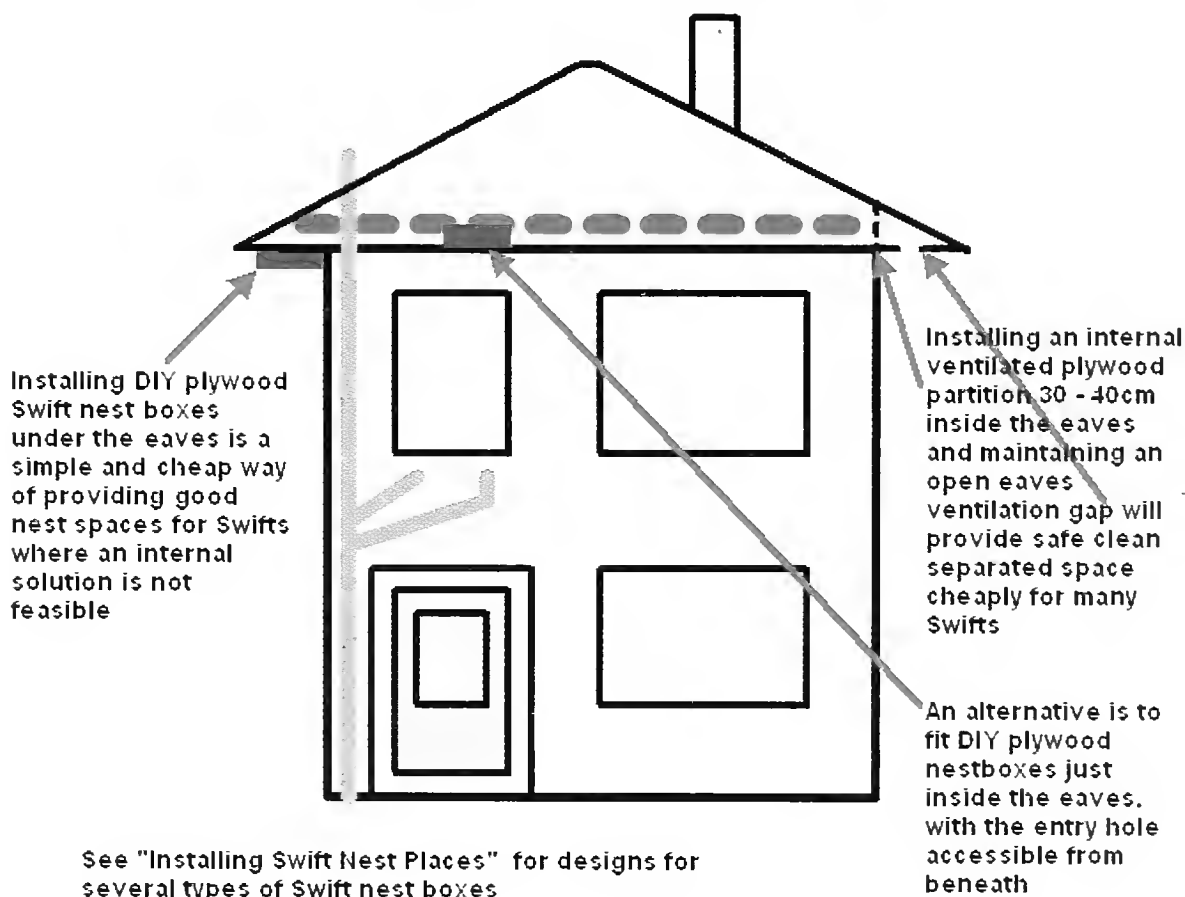 Installing DIY plywood
Swift nest boxes
under the eaves is a
simple and cheap way
of providing good
nest spaces for Swifts
where an internal
solution is not
feasible
Installing an internal
ventilated plywood
partition 30 - 40cm
inside the eaves
and maintaining an
open eaves
ventilation gap will
provide safe clean
separated space
cheaply for many
Swifts
An alternative is to
fit DIY plywood
nestboxes just
inside the eaves.
with the entry hole
accessible from
beneath
See "Installing Swift Nest Places" for designs for
several types of Swift nest boxes